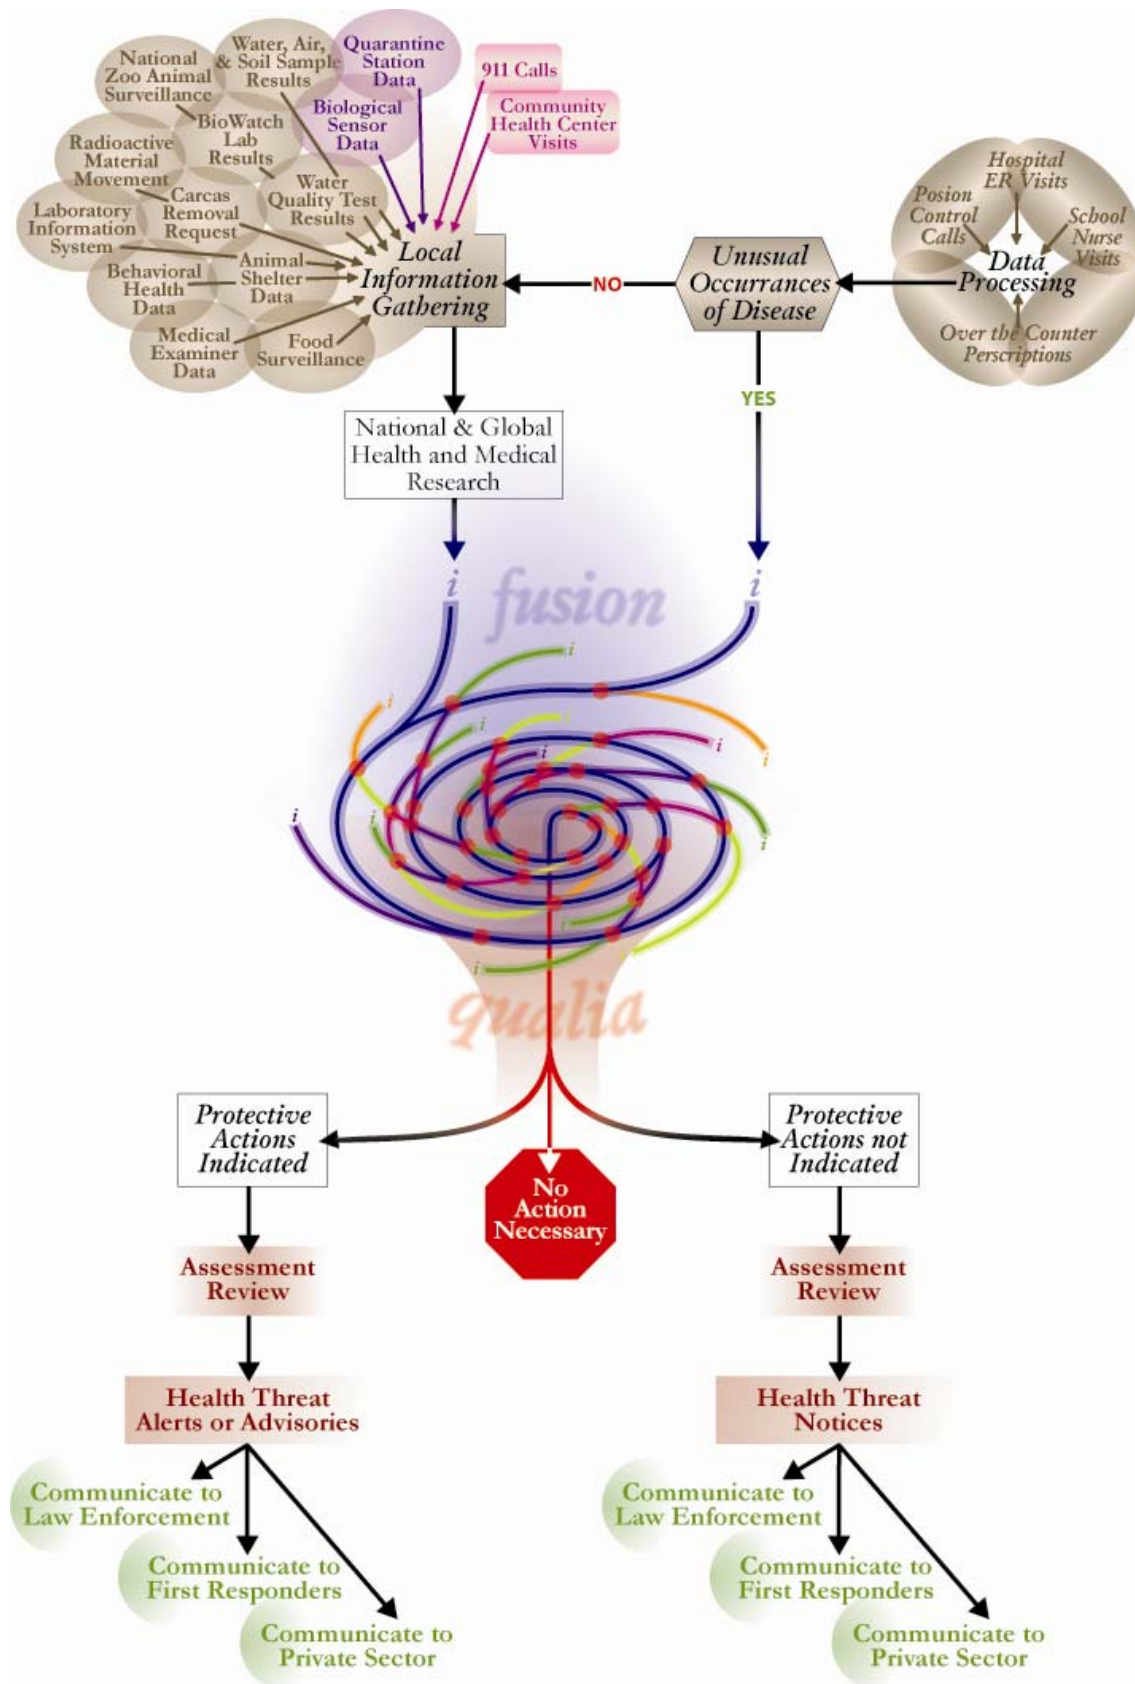 National
Zoo Animal
Surveillance
Water, Air,
& Soil Sample
Results
Quarantine
Station
Data
911 Calls
Community
Health Center
Visits
Biological
Sensor
Data
BioWatch
Lab
Results
Radioactive
Material
Movement
Water
Quality Test
Results
Carcas
Removal
Request
Laboratory
Information
System
Animal
Shelter
Data
Behavioral
Health
Data
Medical
Examiner
Data
Food
Surveillance
Local
Information
Gathering
NO
Unusual
Occurrances
of Disease
Hospital
ER Visits
Posion
Control
Calls
School
Nurse
Visits
Data
Processing
Over the Counter
Perscriptions
YES
National & Global
Health and Medical
Research
i
i
fusion
i
i
i
i
i
i
i
i
i
i
i
i
qualia
Protective
Actions
Indicated
No
Action
Necessary
Protective
Actions not
Indicated
Assessment
Review
Assessment
Review
Health Threat
Alerts or Advisories
Health Threat
Notices
Communicate to
Law Enforcement
Communicate to
First Responders
Communicate to
Private Sector
Communicate to
Law Enforcement
Communicate to
First Responders
Communicate to
Private Sector